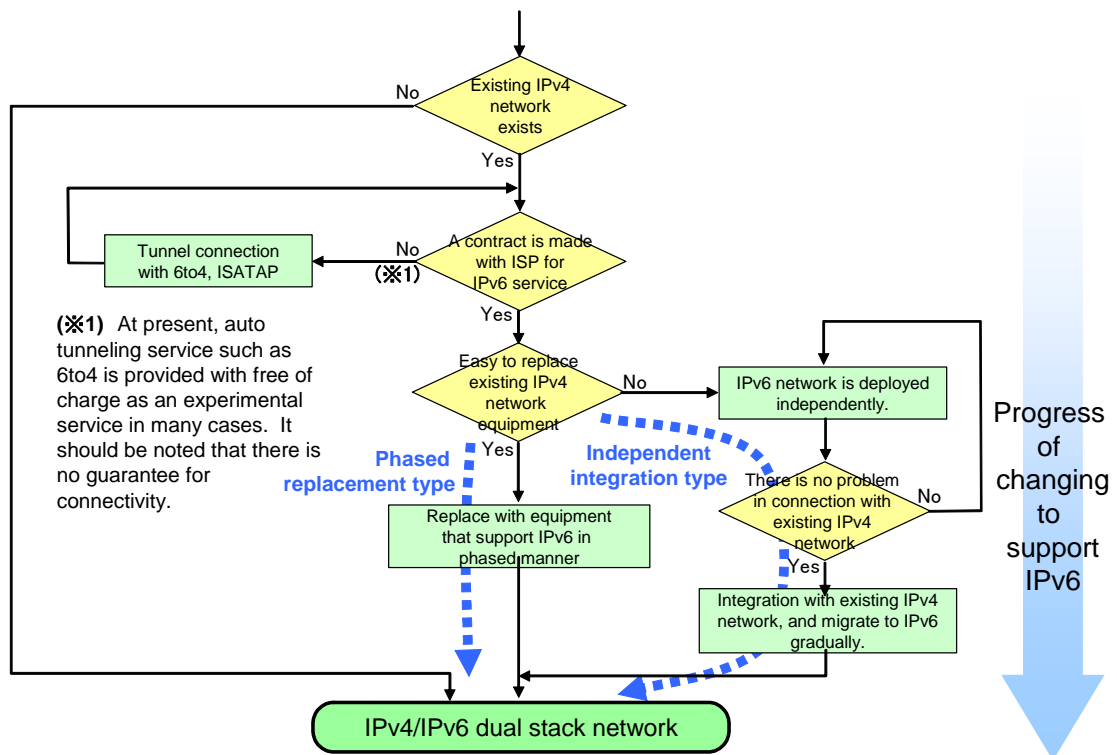 Existing IPv4
network
exists
No
Yes
A contract is made
with ISP for
IPv6 service
No
(※1)
Tunnel connection
with 6to4, ISATAP
Yes
(※1) At present, auto
tunneling service such as
6to4 is provided with free of
charge as an experimental
service in many cases. It
should be noted that there is
no guarantee for
connectivity.
Easy to replace
existing IPv4
network
equipment
No
Yes
IPv6 network is deployed
independently.
Phased
replacement type
Independent
integration type
There is no problem
in connection with
existing IPv4
network
No
Yes
Replace with equipment
that support IPv6 in
phased manner
Integration with existing IPv4
network, and migrate to IPv6
gradually.
IPv4/IPv6 dual stack network
Progress
of
changing
to
support
IPv6